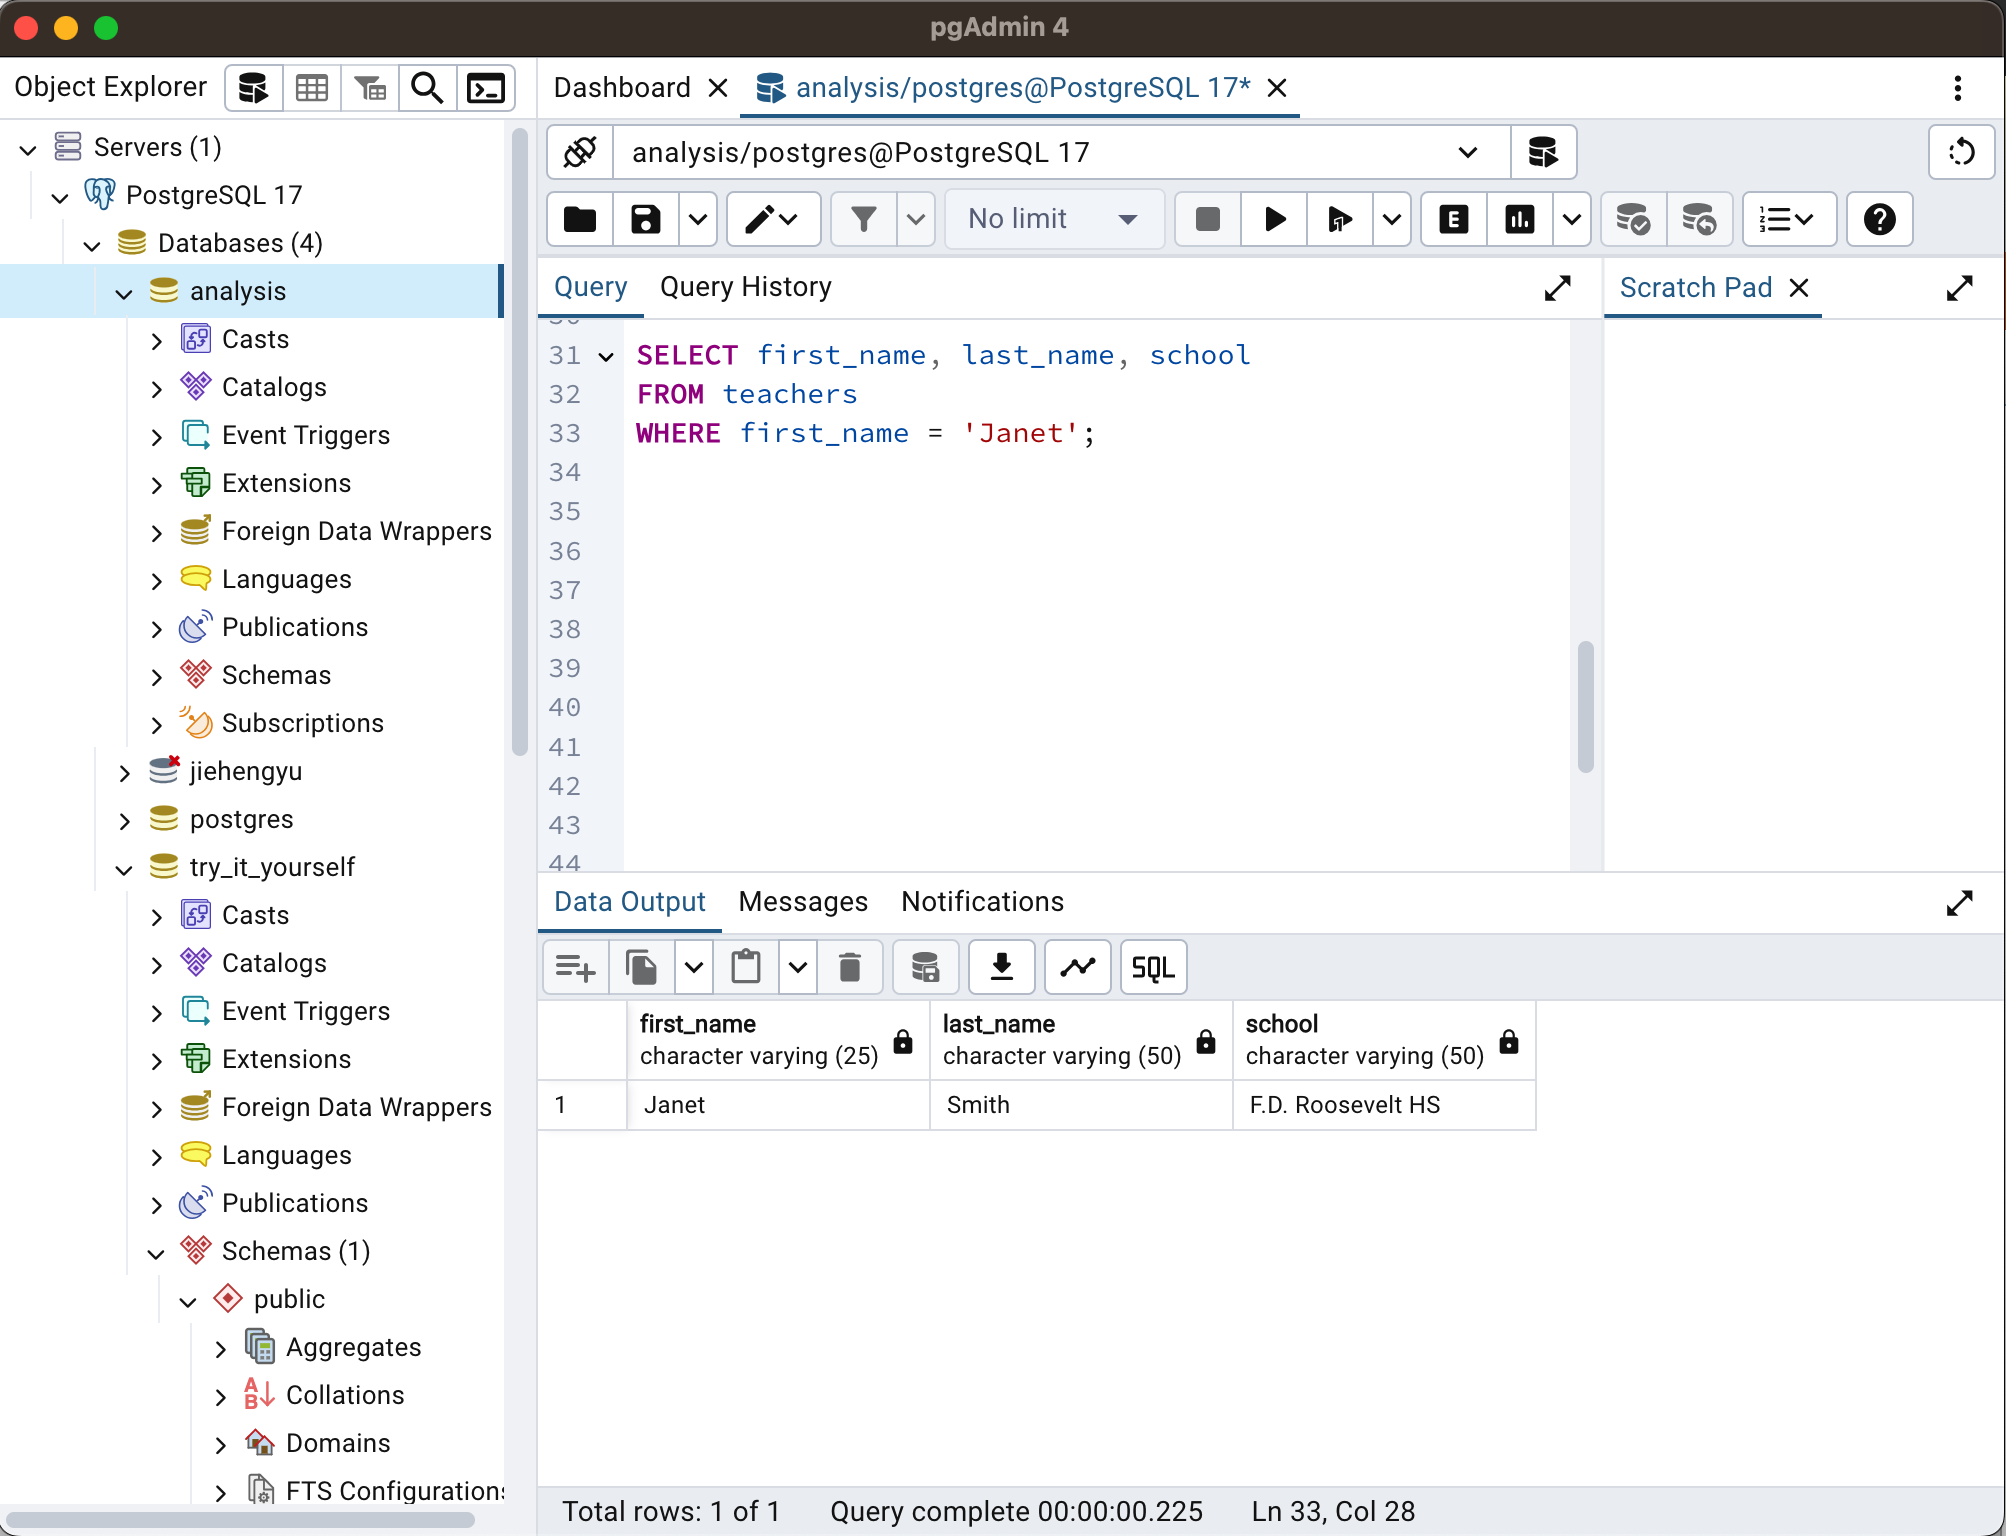 pgAdmin 4
Object Explorer
Servers (1)
PostgreSQL 17
Databases (4)
analysis
Casts
Catalogs
Event Triggers
Extensions
Foreign Data Wrappers
Languages
Publications
Schemas
Subscriptions
jiehengyu
postgres
try_it_yourself
Casts
Catalogs
Event Triggers
Extensions
Foreign Data Wrappers
Languages
Publications
Schemas (1)
public
Aggregates
Collations
Domains
FTS Configurations
Dashboard analysis/postgres@PostgreSQL 17*
analysis/postgres@PostgreSQL 17
No limit E
Query Query History
30
31 SELECT first_name, last_name, school
32 FROM teachers
33 WHERE first_name = 'Janet';
34
35
36
37
38
39
40
41
42
43
44
Scratch Pad
Data Output Messages Notifications
SQL
first_name last_name school
character varying (25) character varying (50) character varying (50)
1 Janet Smith F.D. Roosevelt HS
Total rows: 1 of 1 Query complete 00:00:00.225 Ln 33, Col 28